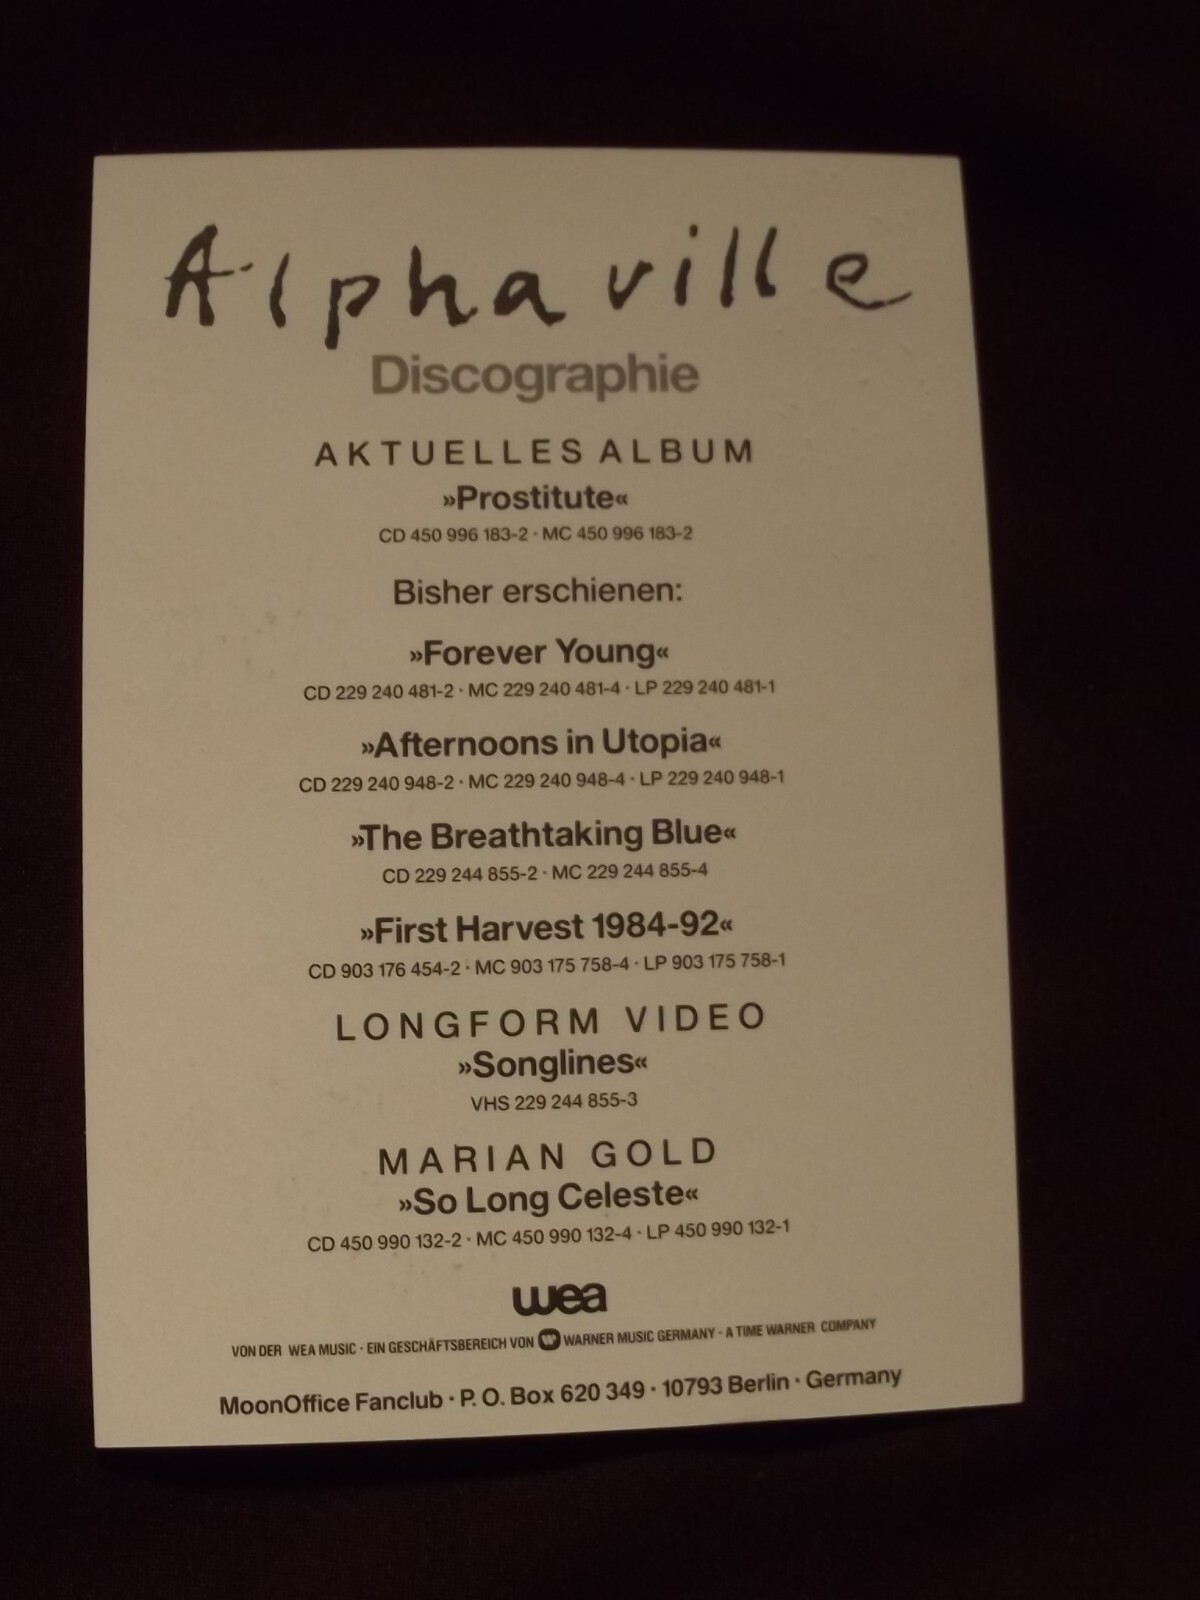 Alphaville
Discographie
AKTUELLES ALBUM
»Prostitute«
CD 450 996 183-2 · MC 450 996 183-2
Bisher erschienen:
»Forever Young«
CD 229 240 481-2 · MC 229 240 481-4 · LP 229 240 481-1
»Afternoons in Utopia«
CD 229 240 948-2 · MC 229 240 948-4 · LP 229 240 948-1
»The Breathtaking Blue«
CD 229 244 855-2 · MC 229 244 855-4
»First Harvest 1984-92«
CD 903 176 454-2 · MC 903 175 758-4 · LP 903 175 758-1
LONGFORM VIDEO
»Songlines«
VHS 229 244 855-3
MARIAN GOLD
»So Long Celeste«
CD 450 990 132-2 · MC 450 990 132-4 · LP 450 990 132-1
wea
VON DER WEA MUSIC · EIN GESCHÄFTSBEREICH VON WARNER MUSIC GERMANY · A TIME WARNER COMPANY
MoonOffice Fanclub · P. O. Box 620 349 · 10793 Berlin · Germany